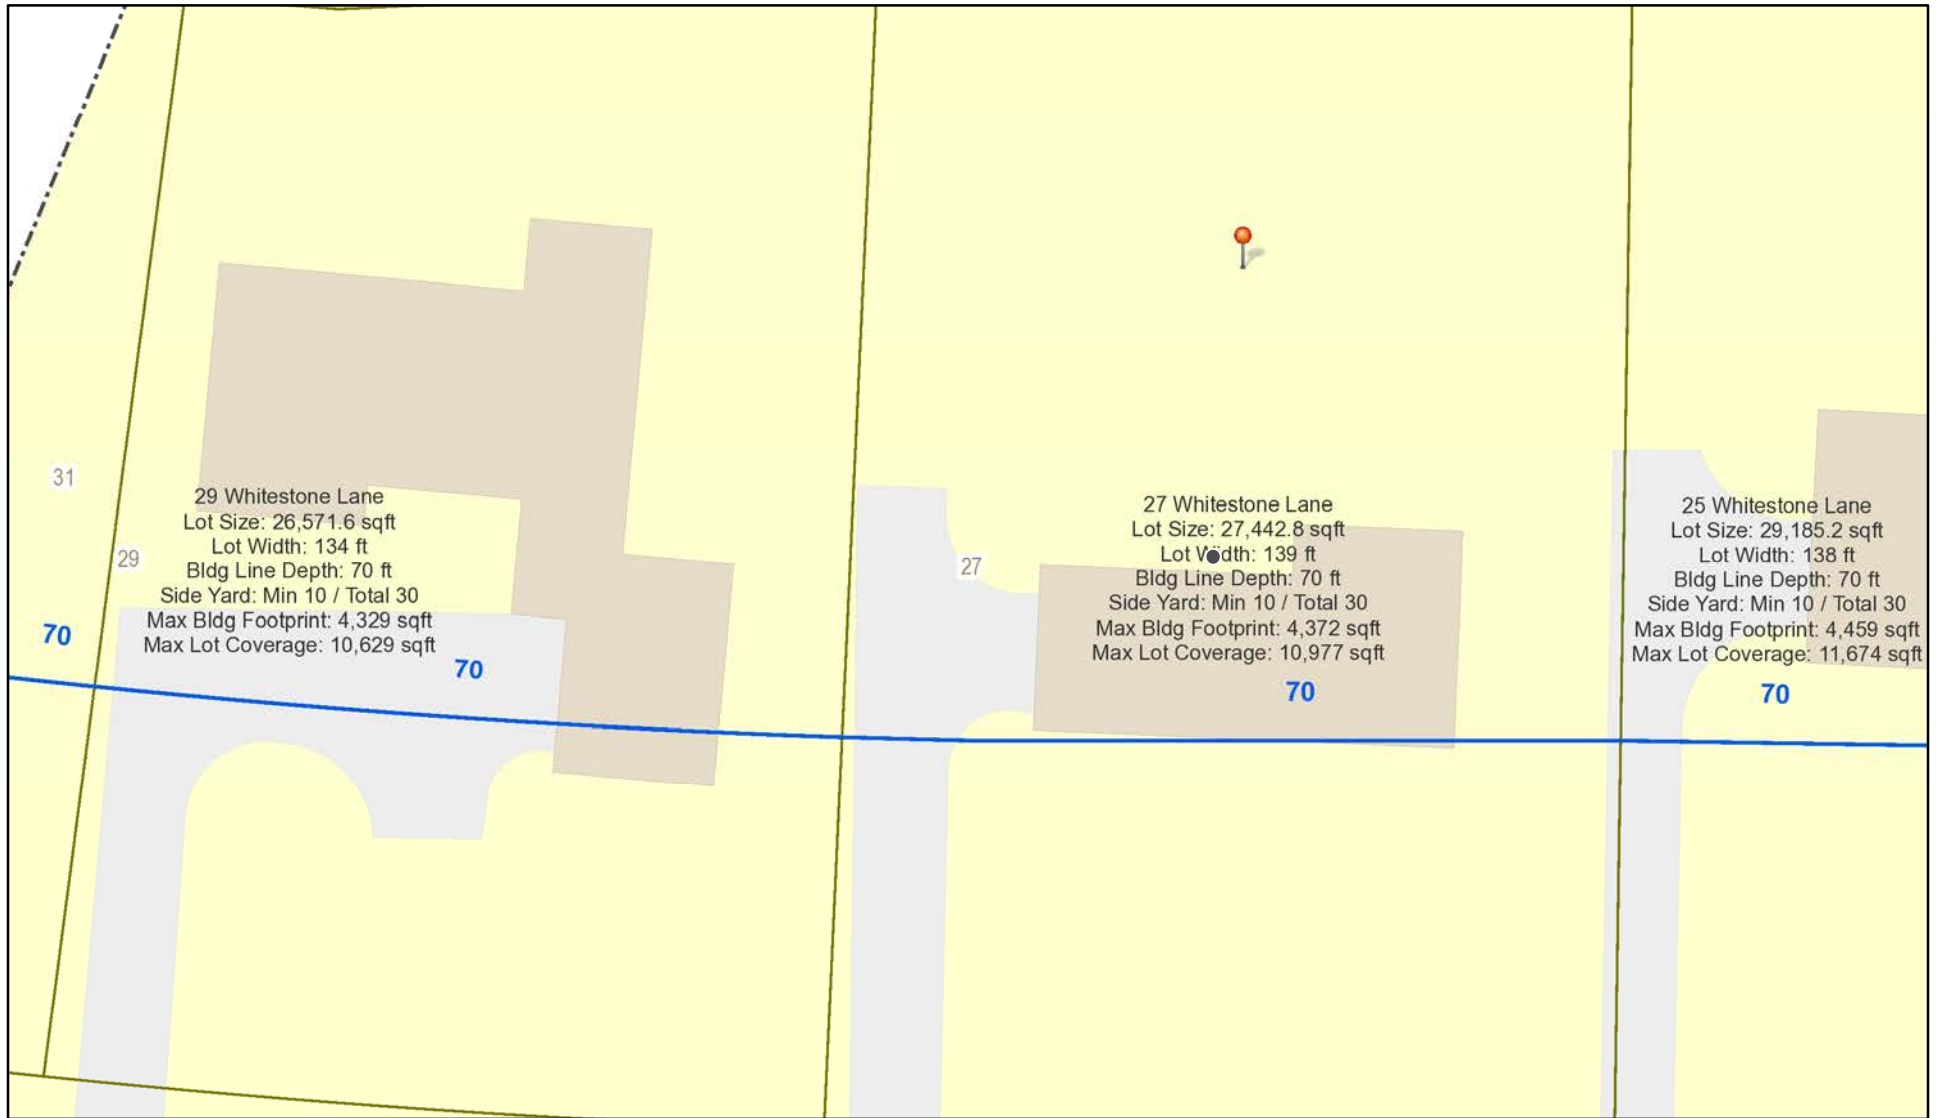 31
29 Whitestone Lane
Lot Size: 26,571.6 sqft
Lot Width: 134 ft
Bldg Line Depth: 70 ft
Side Yard: Min 10 / Total 30
Max Bldg Footprint: 4,329 sqft
Max Lot Coverage: 10,629 sqft
29
70
70
27 Whitestone Lane
Lot Size: 27,442.8 sqft
Lot Width: 139 ft
Bldg Line Depth: 70 ft
Side Yard: Min 10 / Total 30
Max Bldg Footprint: 4,372 sqft
Max Lot Coverage: 10,977 sqft
27
70
25 Whitestone Lane
Lot Size: 29,185.2 sqft
Lot Width: 138 ft
Bldg Line Depth: 70 ft
Side Yard: Min 10 / Total 30
Max Bldg Footprint: 4,459 sqft
Max Lot Coverage: 11,674 sqft
70